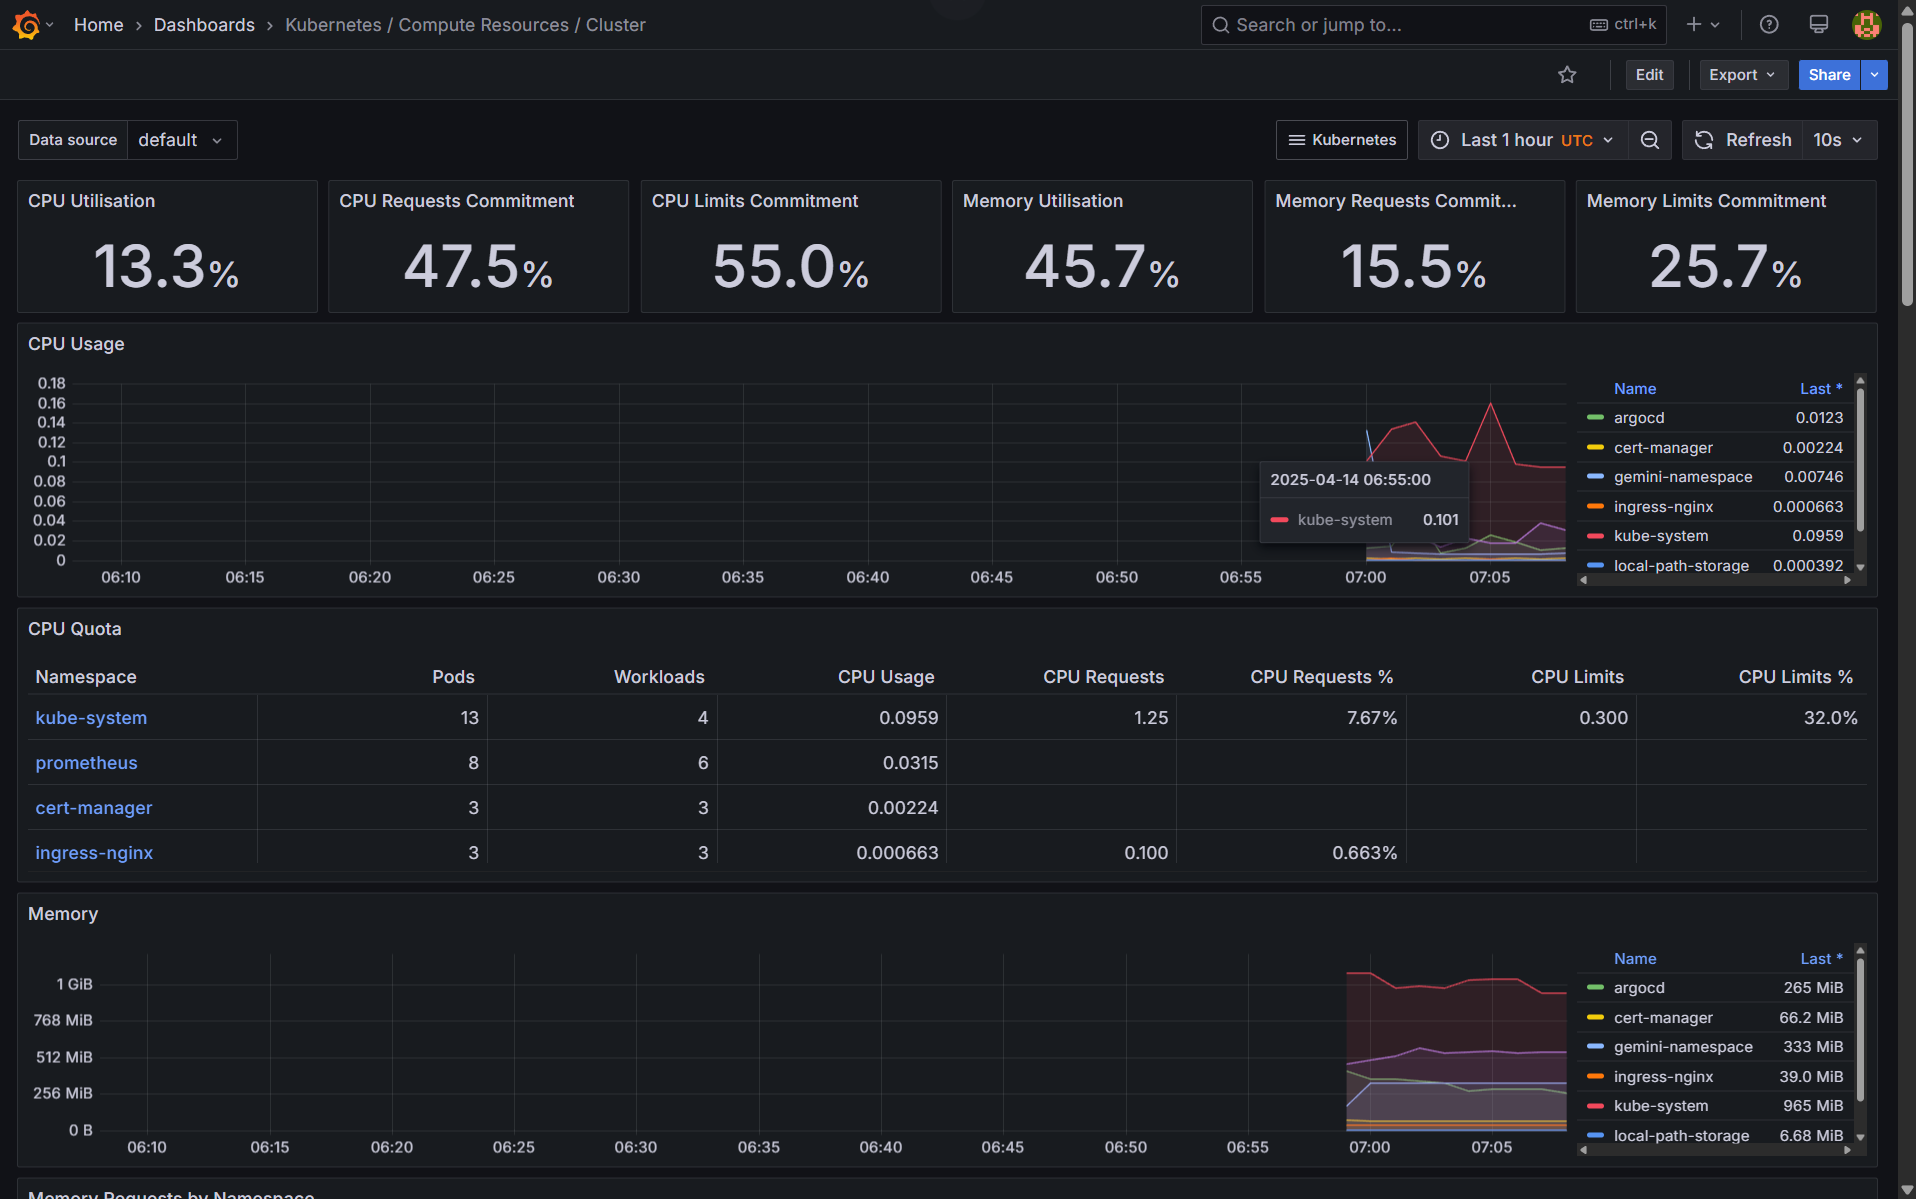 Home › Dashboards › Kubernetes / Compute Resources / Cluster
Search or jump to... ctrl+k
Edit Export Share
Data source default
Kubernetes Last 1 hour UTC Refresh 10s
CPU Utilisation CPU Requests Commitment CPU Limits Commitment Memory Utilisation Memory Requests Commit... Memory Limits Commitment
13.3% 47.5% 55.0% 45.7% 15.5% 25.7%
CPU Usage
0.18
0.16
0.14
0.12
0.1
0.08
0.06
0.04
0.02
0
06:10 06:15 06:20 06:25 06:30 06:35 06:40 06:45 06:50 06:55 07:00 07:05
2025-04-14 06:55:00
kube-system 0.101
Name Last *
argocd 0.0123
cert-manager 0.00224
gemini-namespace 0.00746
ingress-nginx 0.000663
kube-system 0.0959
local-path-storage 0.000392
CPU Quota
Namespace Pods Workloads CPU Usage CPU Requests CPU Requests % CPU Limits CPU Limits %
kube-system 13 4 0.0959 1.25 7.67% 0.300 32.0%
prometheus 8 6 0.0315
cert-manager 3 3 0.00224
ingress-nginx 3 3 0.000663 0.100 0.663%
Memory
1 GiB
768 MiB
512 MiB
256 MiB
0 B
06:10 06:15 06:20 06:25 06:30 06:35 06:40 06:45 06:50 06:55 07:00 07:05
Name Last *
argocd 265 MiB
cert-manager 66.2 MiB
gemini-namespace 333 MiB
ingress-nginx 39.0 MiB
kube-system 965 MiB
local-path-storage 6.68 MiB
Memory Requests by Namespace